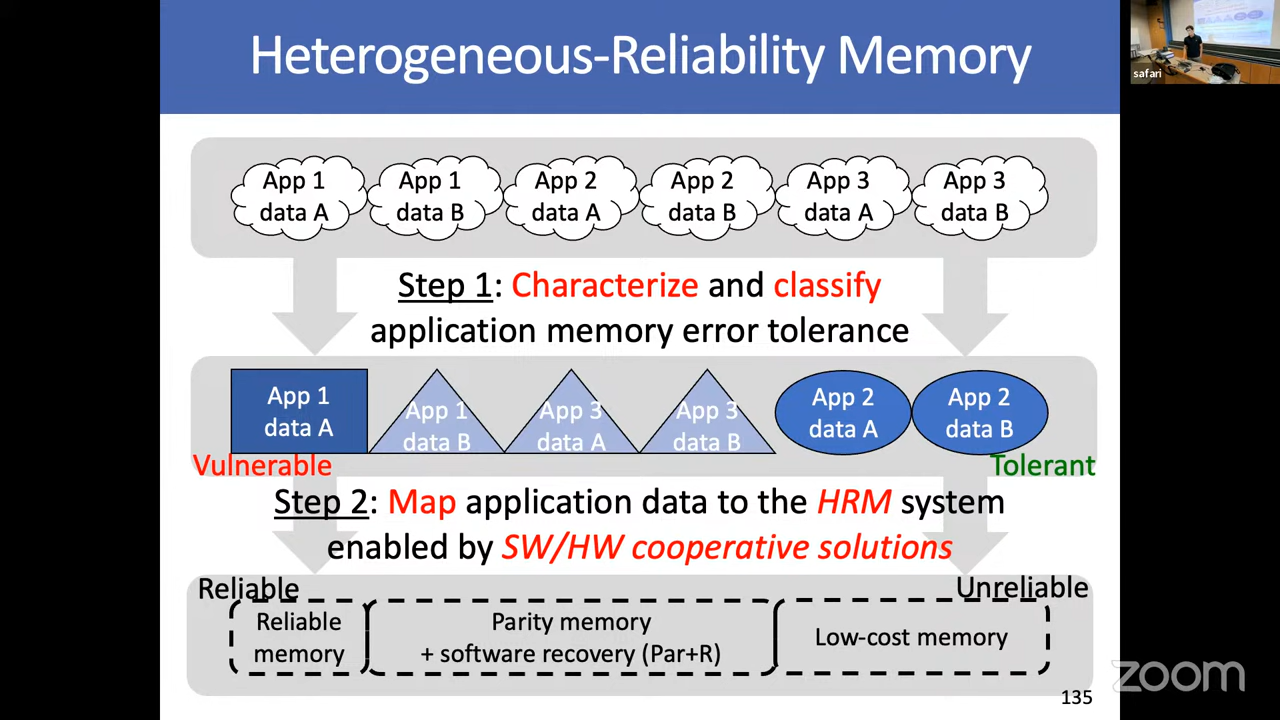 Heterogeneous-Reliability Memory
safari
App 1
data A
App 1
data B
App 2
data A
App 2
data B
App 3
data A
App 3
data B
Step 1: Characterize and classify
application memory error tolerance
App 1
data A
App 1
data B
App 3
data A
App 3
data B
App 2
data A
App 2
data B
Vulnerable
Tolerant
Step 2: Map application data to the HRM system
enabled by SW/HW cooperative solutions
Reliable
Unreliable
Reliable
memory
Parity memory
+ software recovery (Par+R)
Low-cost memory
zoom
135